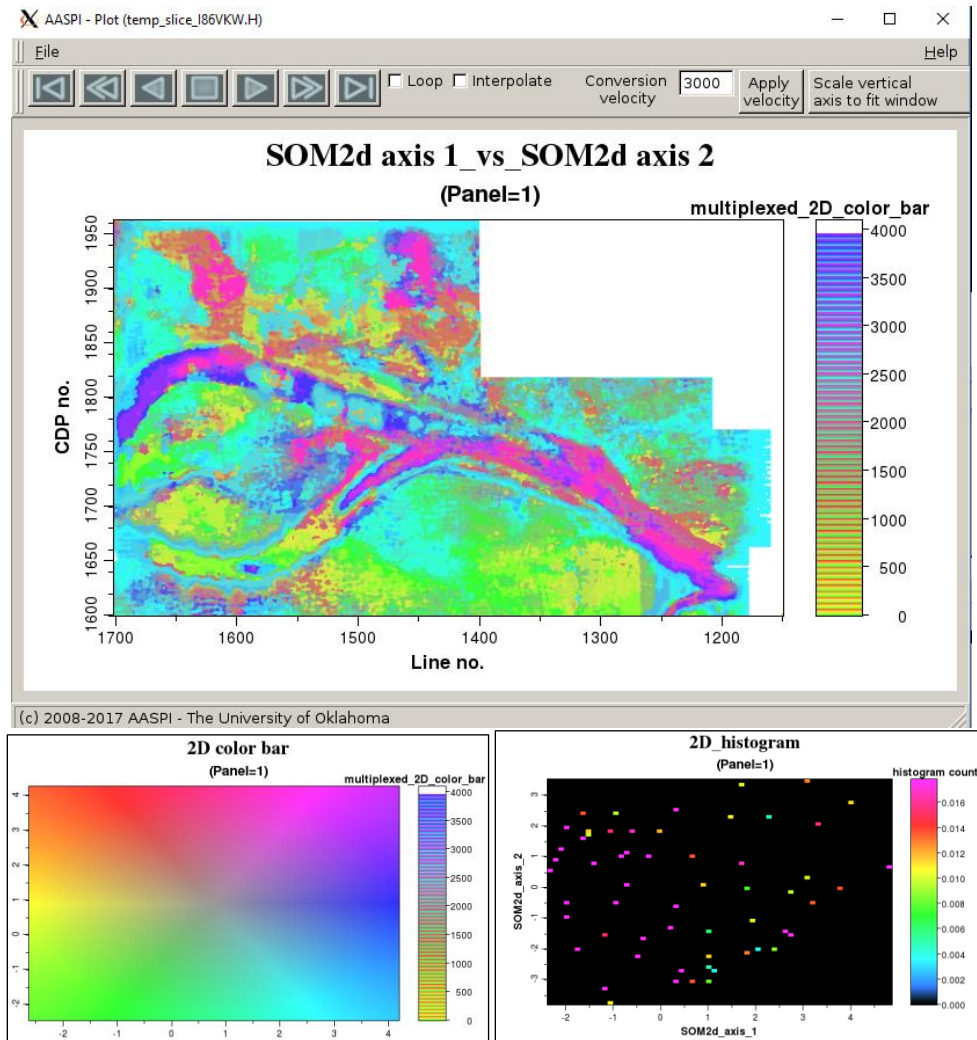 AASPI - Plot (temp_slice_I86VKW.H)
File
Help
Loop
Interpolate
Conversion
velocity
3000
Apply
velocity
Scale vertical
axis to fit window
SOM2d axis 1_vs_SOM2d axis 2
(Panel=1)
multiplexed_2D_color_bar
CDP no.
1950
1900
1850
1800
1750
1700
1650
1600
1700
1600
1500
1400
1300
1200
Line no.
4000
3500
3000
2500
2000
1500
1000
500
0
(c) 2008-2017 AASPI - The University of Oklahoma
2D color bar
(Panel=1)
multiplexed_2D_color_bar
4
3
2
1
0
-1
-2
-2
-1
0
1
2
3
4
4000
3500
3000
2500
2000
1500
1000
500
0
2D_histogram
(Panel=1)
histogram count
SOM2d_axis_2
3
2
1
0
-1
-2
-3
-2
-1
0
1
2
3
4
SOM2d_axis_1
0.016
0.014
0.012
0.010
0.008
0.006
0.004
0.002
0.000